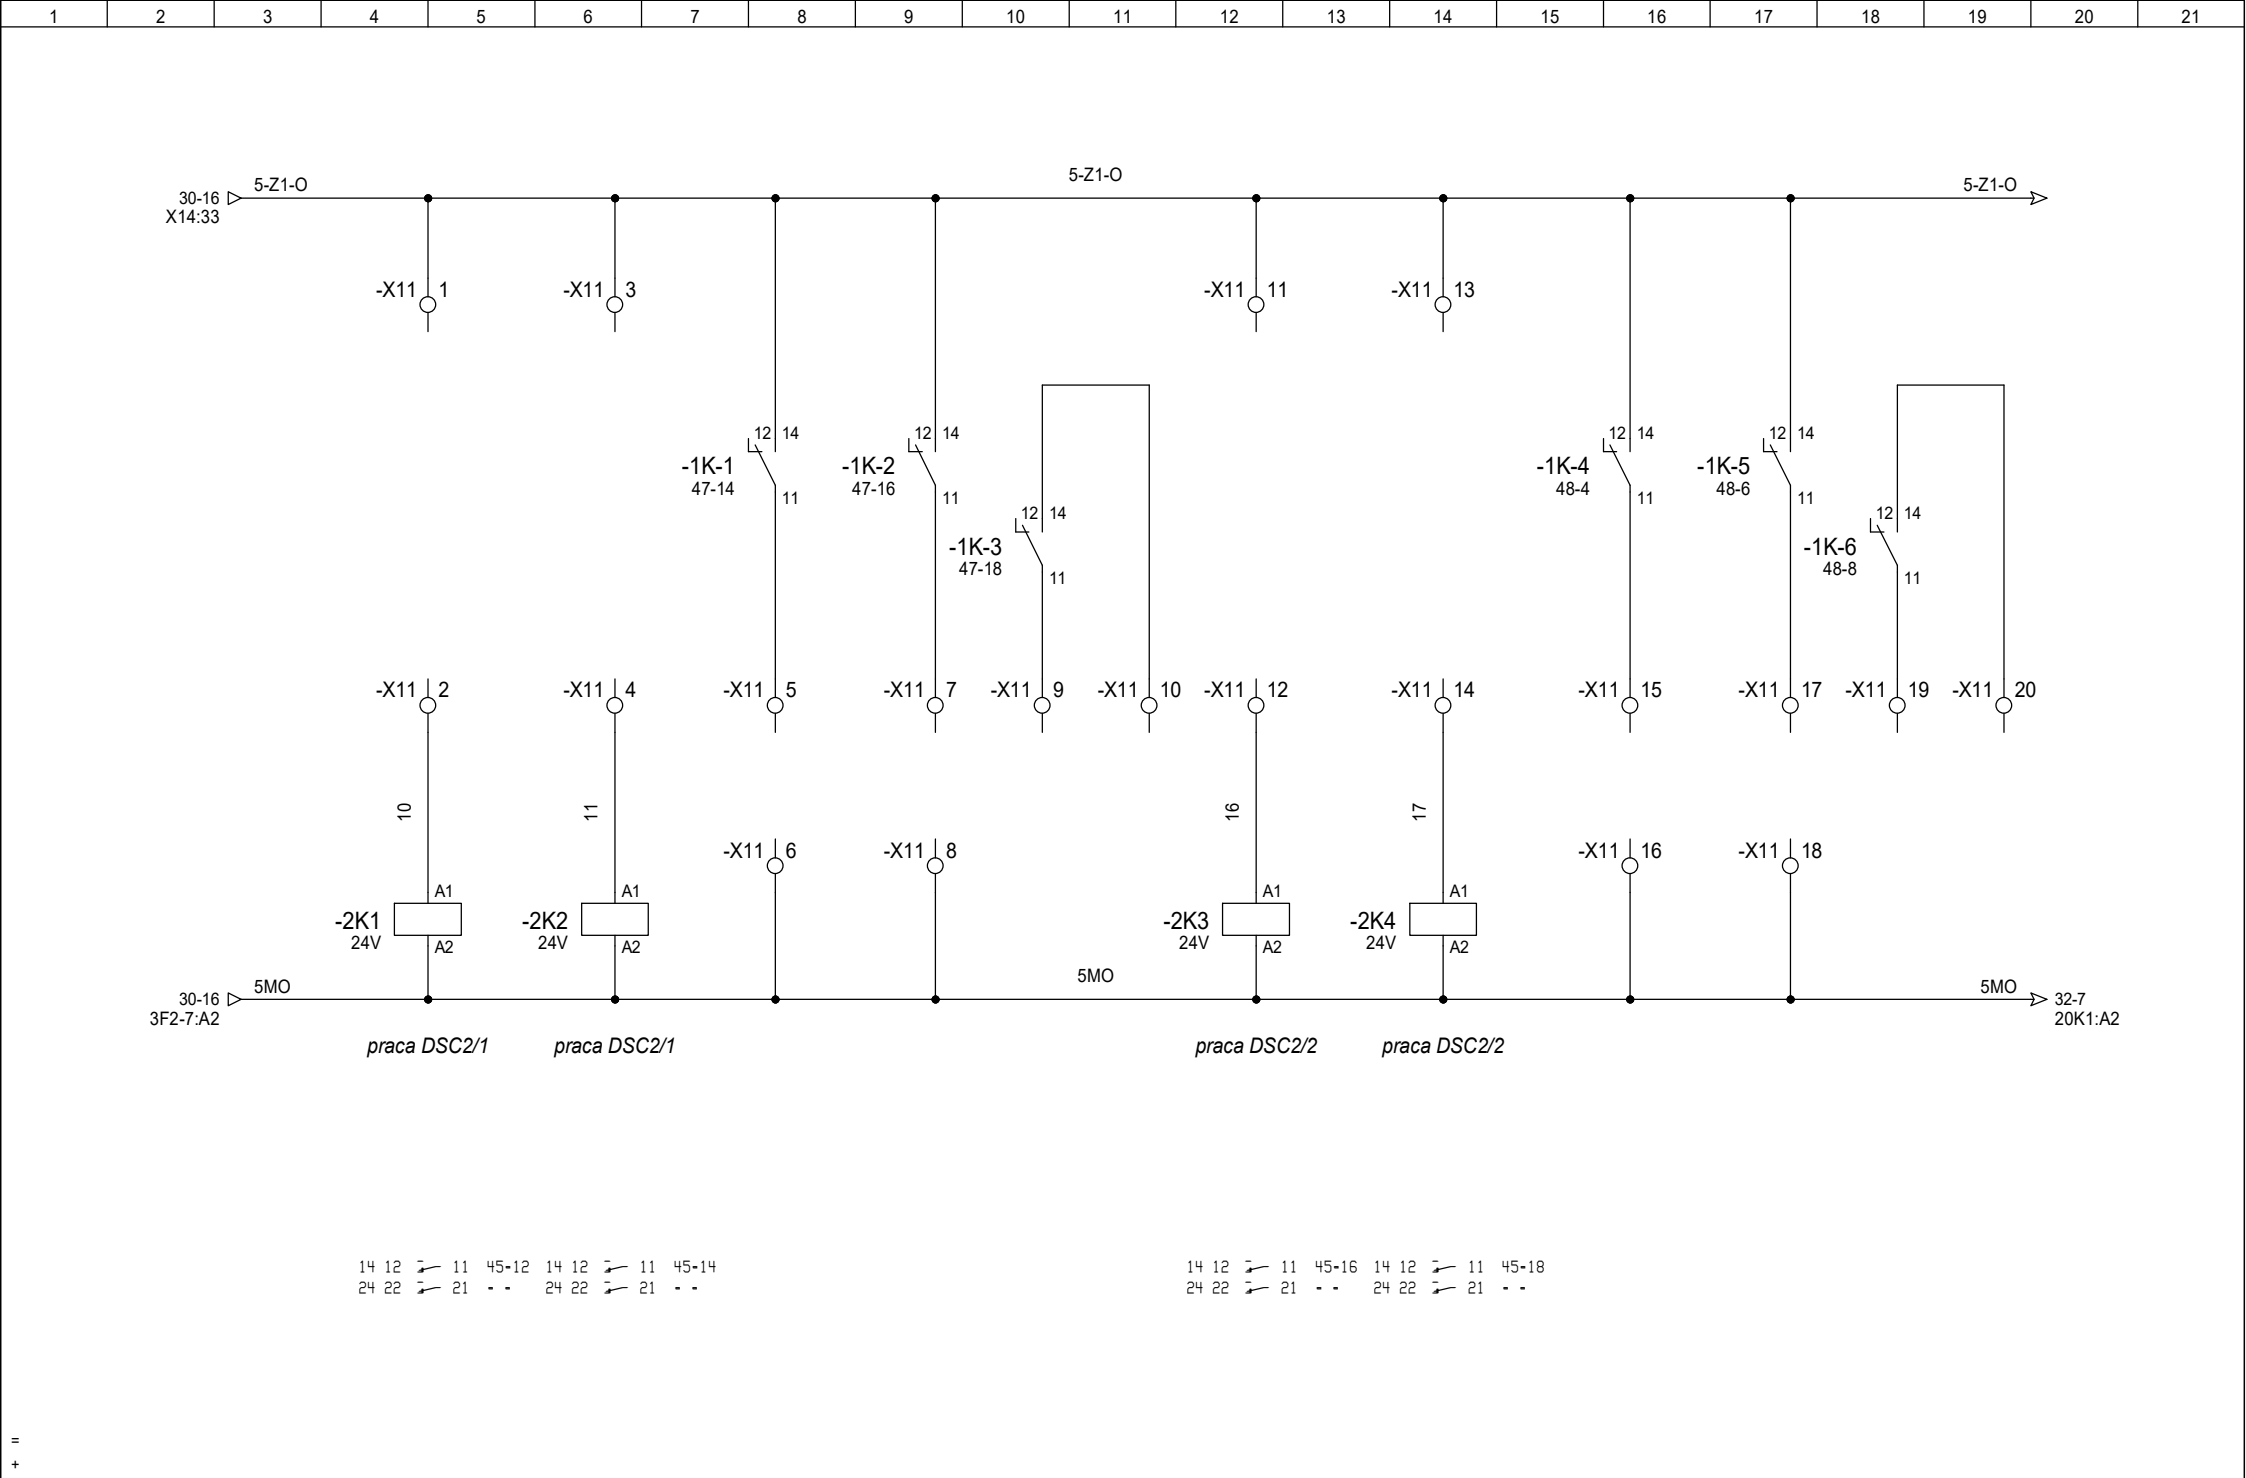 1 2 3 4 5 6 7 8 9 10 11 12 13 14 15 16 17 18 19 20 21
5-Z1-O 5-Z1-O 5-Z1-O
30-16
X14:33
-X11 1 -X11 3 -X11 11 -X11 13
12 14 12 14 12 14 12 14
-1K-1 -1K-2 -1K-4 -1K-5
47-14 47-16 48-4 48-6
11 11 11 11
12 14 12 14
-1K-3 -1K-6
47-18 48-8
11 11
-X11 2 -X11 4 -X11 5 -X11 7 -X11 9 -X11 10 -X11 12 -X11 14 -X11 15 -X11 17 -X11 19 -X11 20
10 11 16 17
-X11 6 -X11 8 -X11 16 -X11 18
A1 A1 A1 A1
-2K1 -2K2 -2K3 -2K4
24V 24V 24V 24V
A2 A2 A2 A2
5MO 5MO 5MO
30-16 32-7
3F2-7:A2 20K1:A2
praca DSC2/1 praca DSC2/1 praca DSC2/2 praca DSC2/2
14 12 11 45-12 14 12 11 45-14 14 12 11 45-16 14 12 11 45-18
24 22 21 - - 24 22 21 - - 24 22 21 - - 24 22 21 - -
=
+